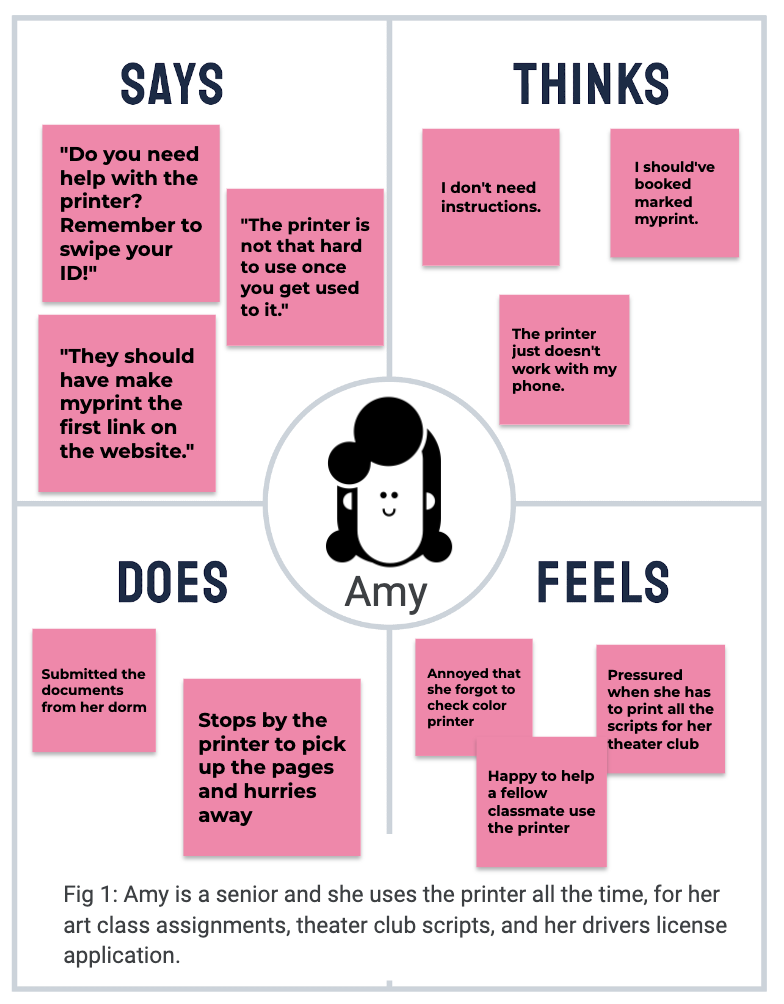 SAYS
"Do you need
help with the
printer?
Remember to
swipe your
ID!"
"The printer is
not that hard
to use once
you get used
to it."
"They should
have make
myprint the
first link on
the website."
THINKS
I don't need
instructions.
I should've
booked
marked
myprint.
The printer
just doesn't
work with my
phone.
Amy
DOES
Submitted the
documents
from her dorm
Stops by the
printer to pick
up the pages
and hurries
away
FEELS
Annoyed that
she forgot to
check color
printer
Pressured
when she has
to print all the
scripts for her
theater club
Happy to help
a fellow
classmate use
the printer
Fig 1: Amy is a senior and she uses the printer all the time, for her
art class assignments, theater club scripts, and her drivers license
application.